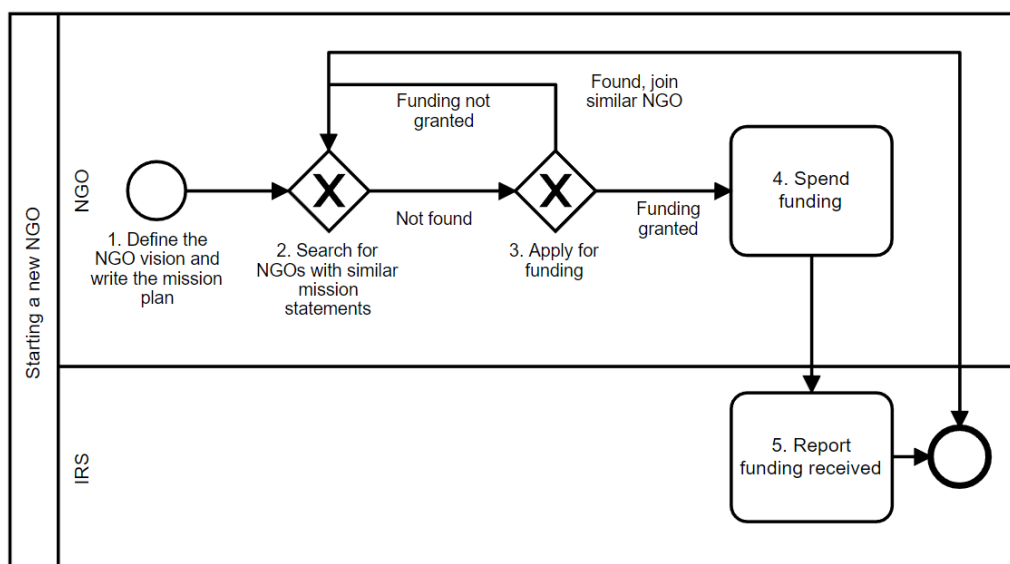 Starting a new NGO
NGO
Found, join
similar NGO
Funding not
granted
1. Define the
NGO vision and
write the mission
plan
2. Search for
NGOs with similar
mission
statements
Not found
3. Apply for
funding
Funding
granted
4. Spend
funding
IRS
5. Report
funding received